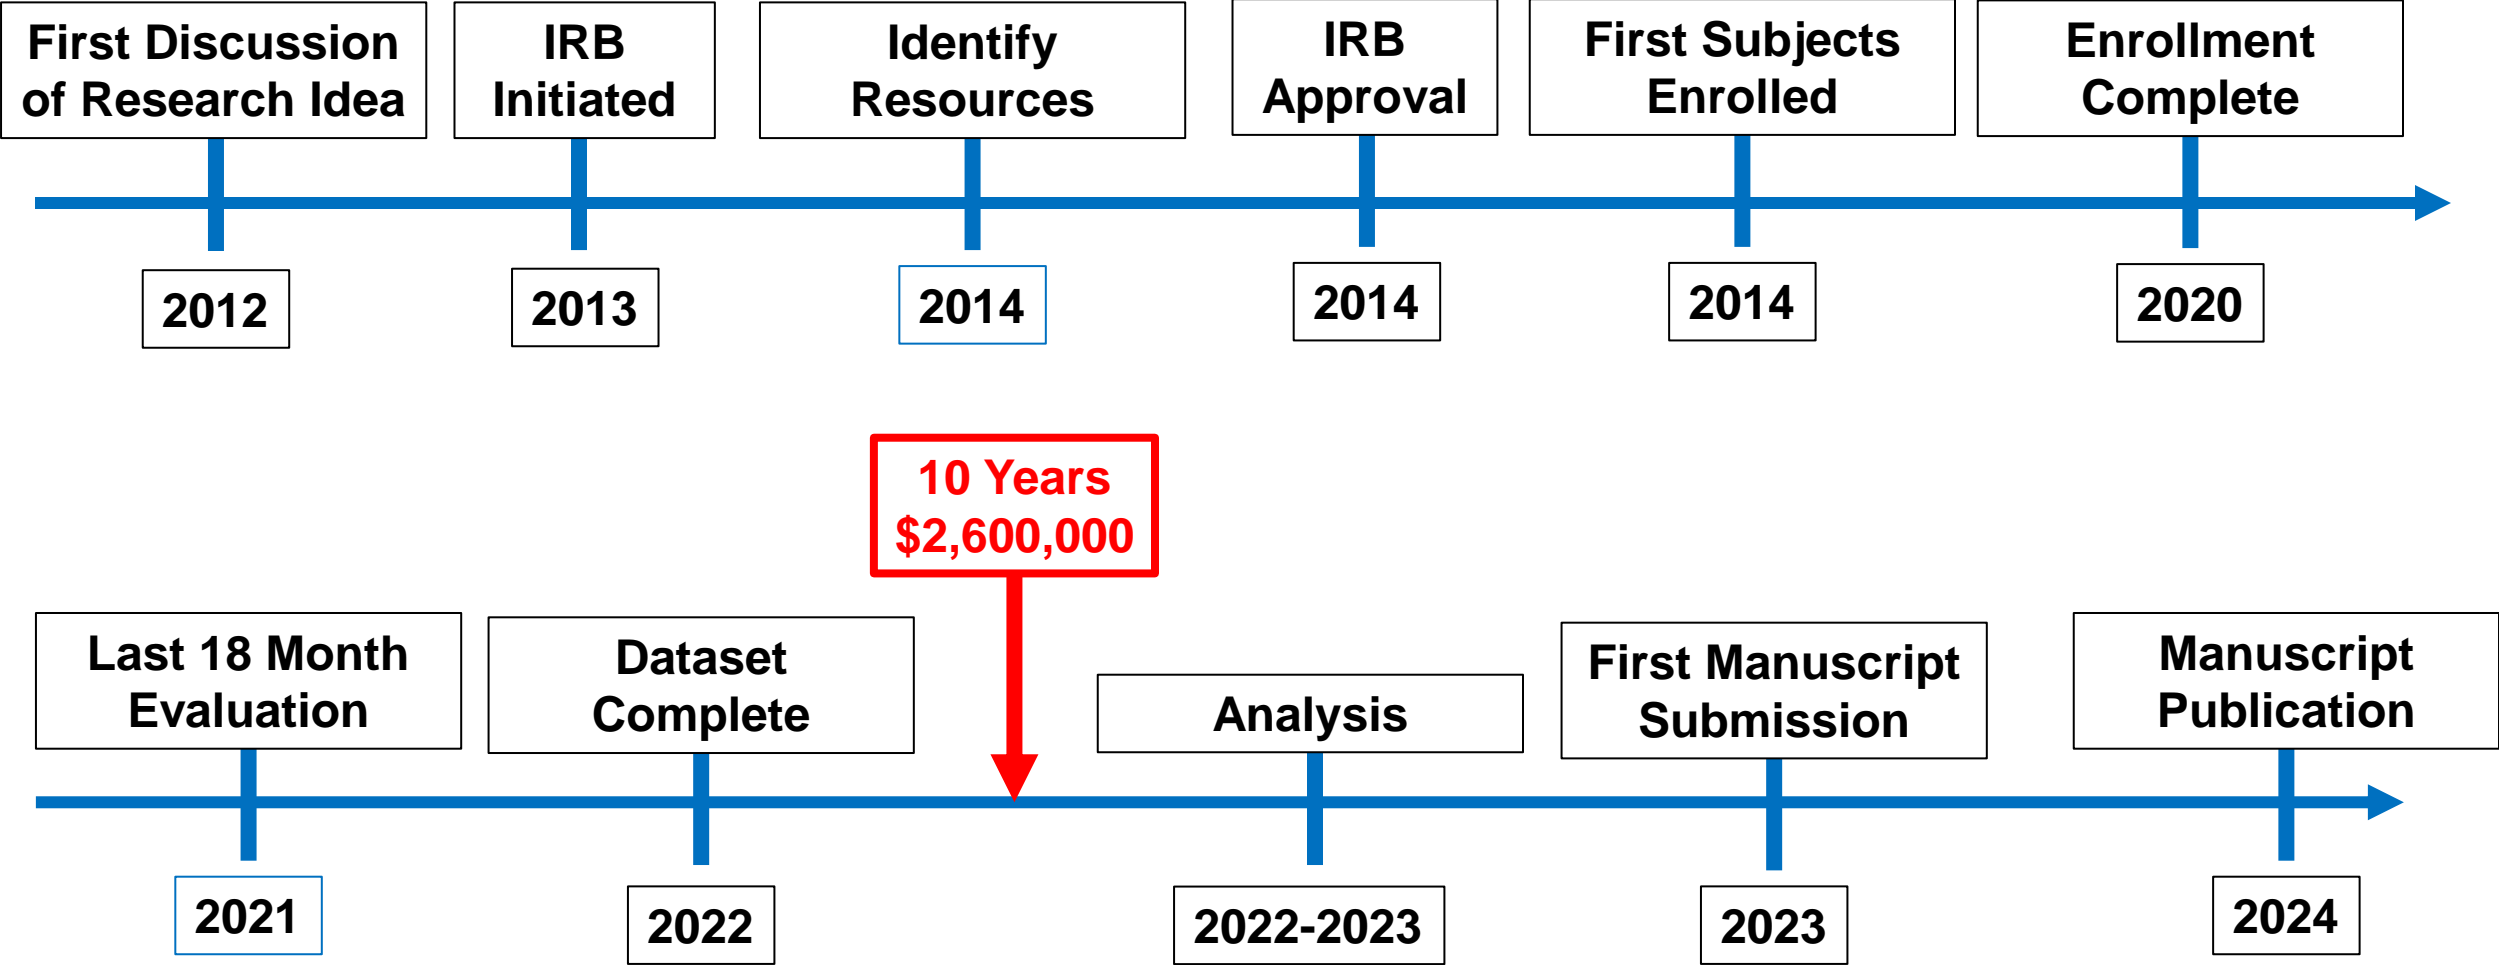 First Discussion
of Research Idea
IRB
Initiated
Identify
Resources
IRB
Approval
First Subjects
Enrolled
Enrollment
Complete
2012
2013
2014
2014
2014
2020
10 Years
$2,600,000
Last 18 Month
Evaluation
Dataset
Complete
Analysis
First Manuscript
Submission
Manuscript
Publication
2021
2022
2022-2023
2023
2024